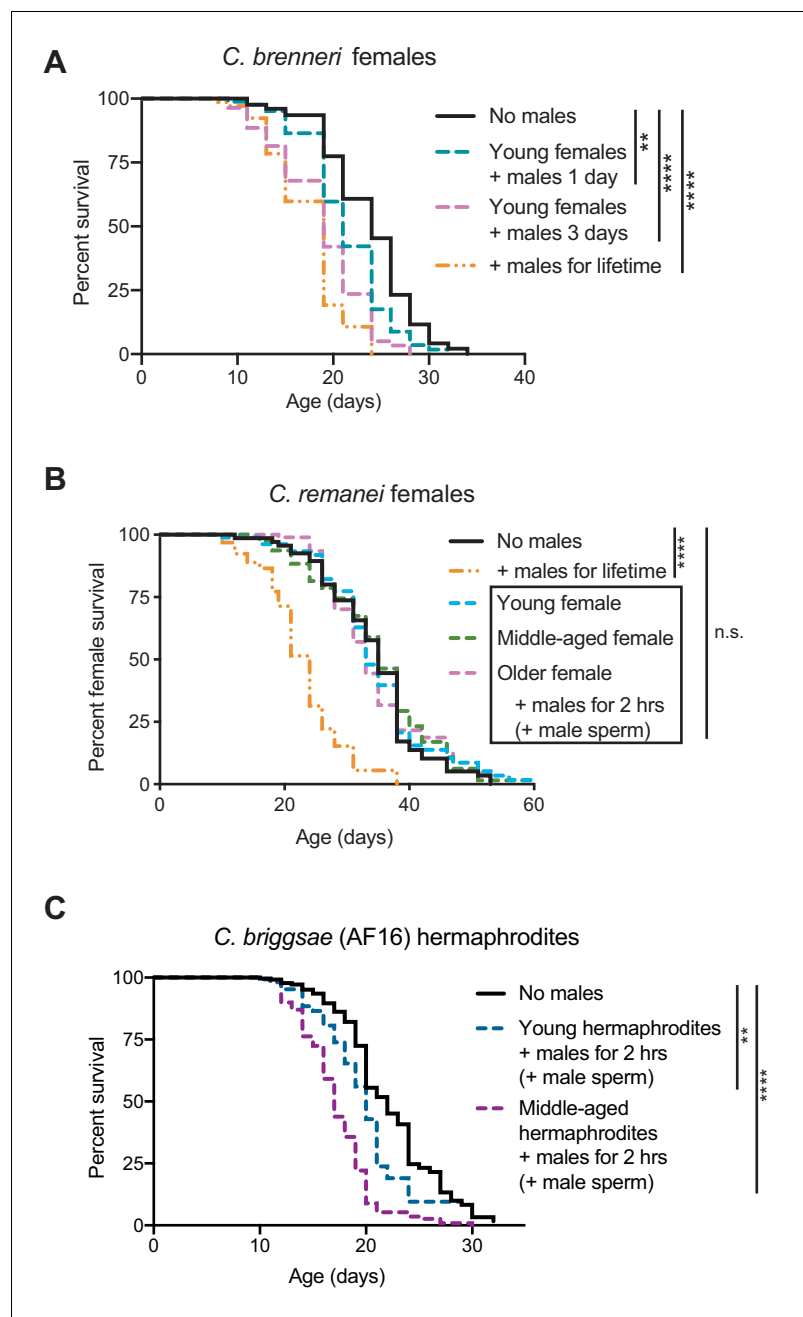 A
C. brenneri females
Percent survival
100
75
50
25
0
0
10
20
30
40
Age (days)
No males
Young females
+ males 1 day
Young females
+ males 3 days
+ males for lifetime
**
****
****
B
C. remanei females
Percent female survival
100
75
50
25
0
0
20
40
60
Age (days)
No males
+ males for lifetime
Young female
Middle-aged female
Older female
+ males for 2 hrs
(+ male sperm)
****
n.s.
C
C. briggsae (AF16) hermaphrodites
Percent survival
100
75
50
25
0
0
10
20
30
Age (days)
No males
Young hermaphrodites
+ males for 2 hrs
(+ male sperm)
Middle-aged
hermaphrodites
+ males for 2 hrs
(+ male sperm)
**
****